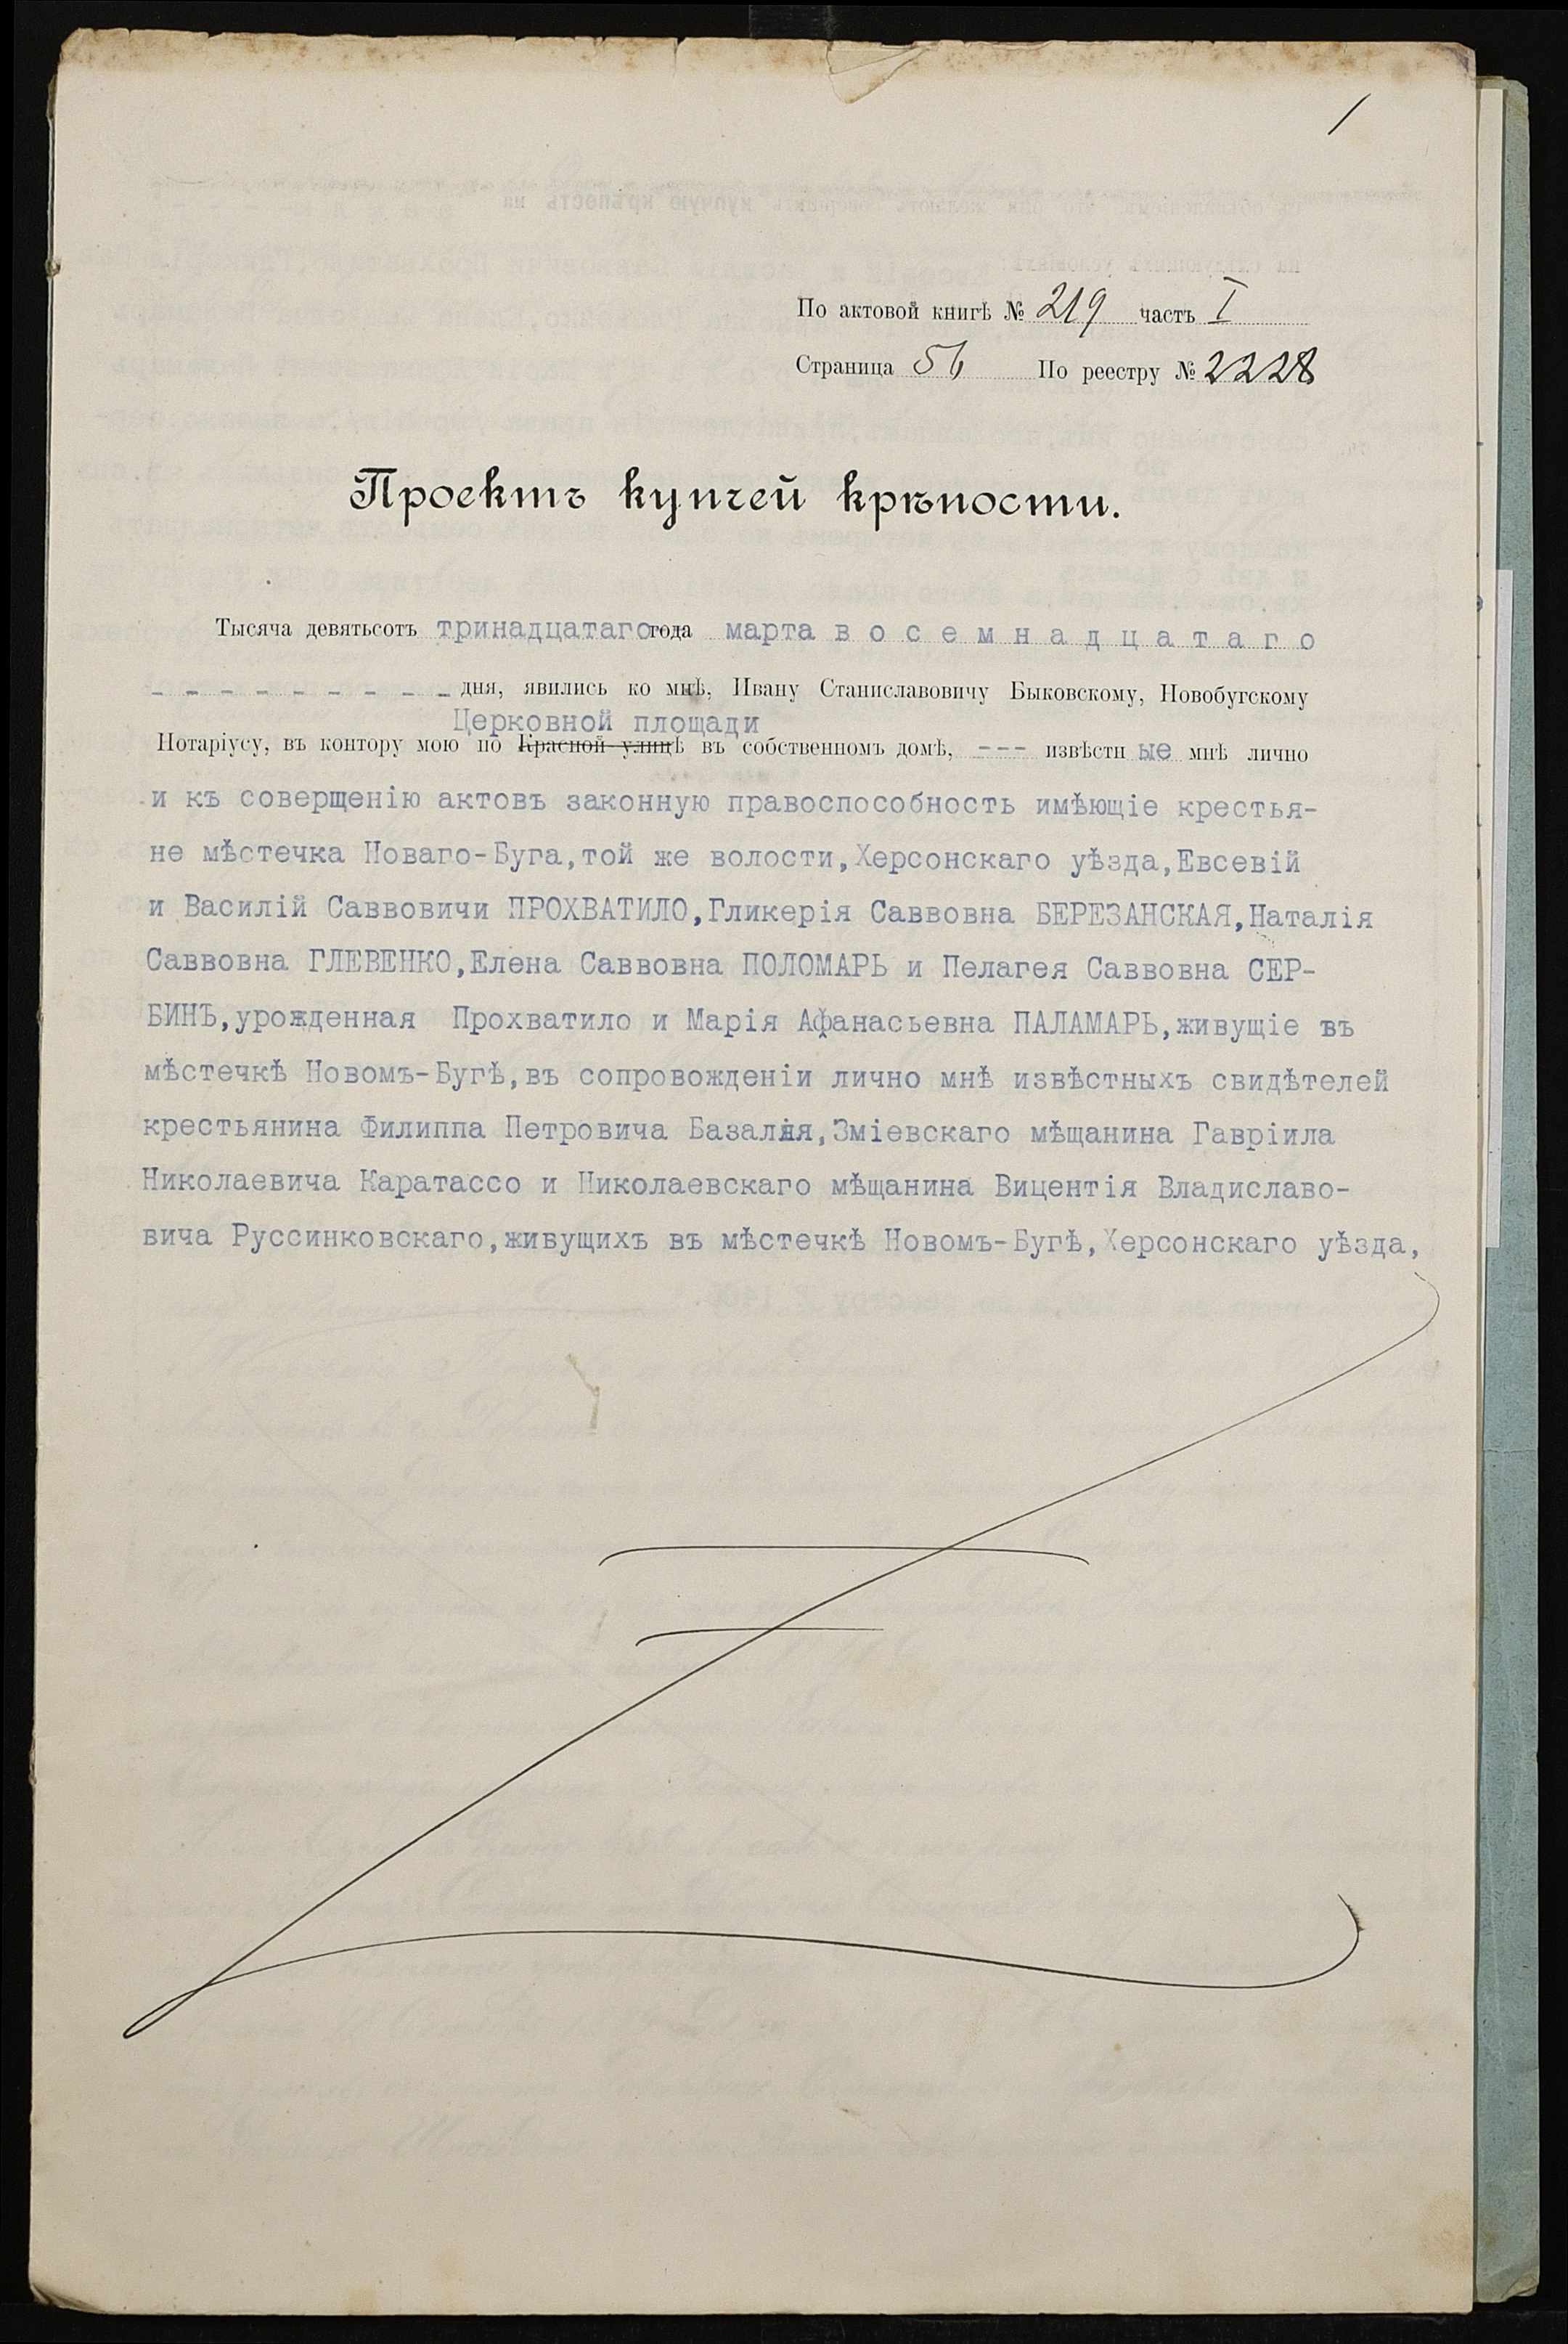 1
По актовой книгѣ № 219 часть I
Страница 56 По реестру № 2228
Проектъ купчей крѣпости.
Тысяча девятьсотъ тринадцатаго года марта в о с е м н а д ц а т а г о
- - - - - - - - - дня, явились ко мнѣ, Ивану Станиславовичу Быковскому, Новобугскому
Церковной площади
Нотаріусу, въ контору мою по Красной улицѣ въ собственномъ домѣ, --- извѣстн ые мнѣ лично
и къ соверщенію актовъ законную правоспособность имѣющіе крестья-
не мѣстечка Новаго-Буга,той же волости,Херсонскаго уѣзда,Евсевій
и Василій Саввовичи ПРОХВАТИЛО,Гликерія Саввовна БЕРЕЗАНСКАЯ,Наталія
Саввовна ГЛЕВЕНКО,Елена Саввовна ПОЛОМАРЬ и Пелагея Саввовна СЕР-
БИНЪ,урожденная Прохватило и Марія Афанасьевна ПАЛАМАРЬ,живущіе въ
мѣстечкѣ Новомъ-Бугѣ,въ сопровожденіи лично мнѣ извѣстныхъ свидѣтелей
крестьянина Филиппа Петровича Базалія,Зміевскаго мѣщанина Гавріила
Николаевича Каратассо и Николаевскаго мѣщанина Вицентія Владиславо-
вича Руссинковскаго,живущихъ въ мѣстечкѣ Новомъ-Бугѣ,Херсонскаго уѣзда,